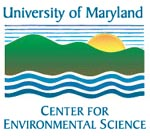 University of Maryland
CENTER FOR
ENVIRONMENTAL SCIENCE